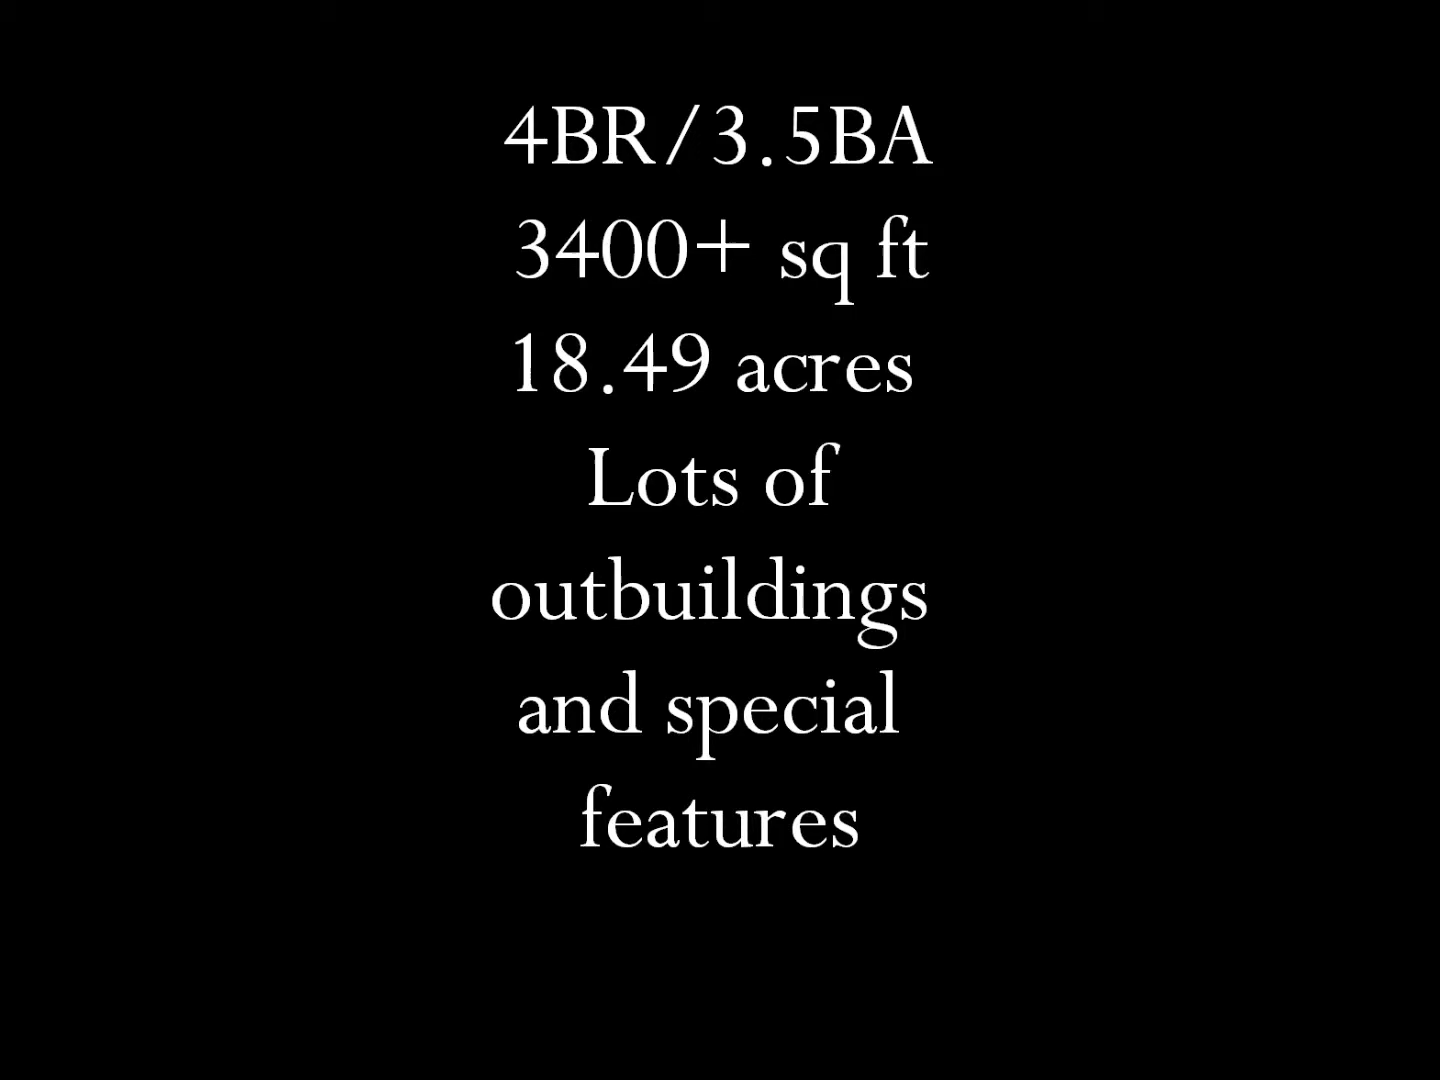 4BR/3.5BA
3400+ sq ft
18.49 acres
Lots of
outbuildings
and special
features